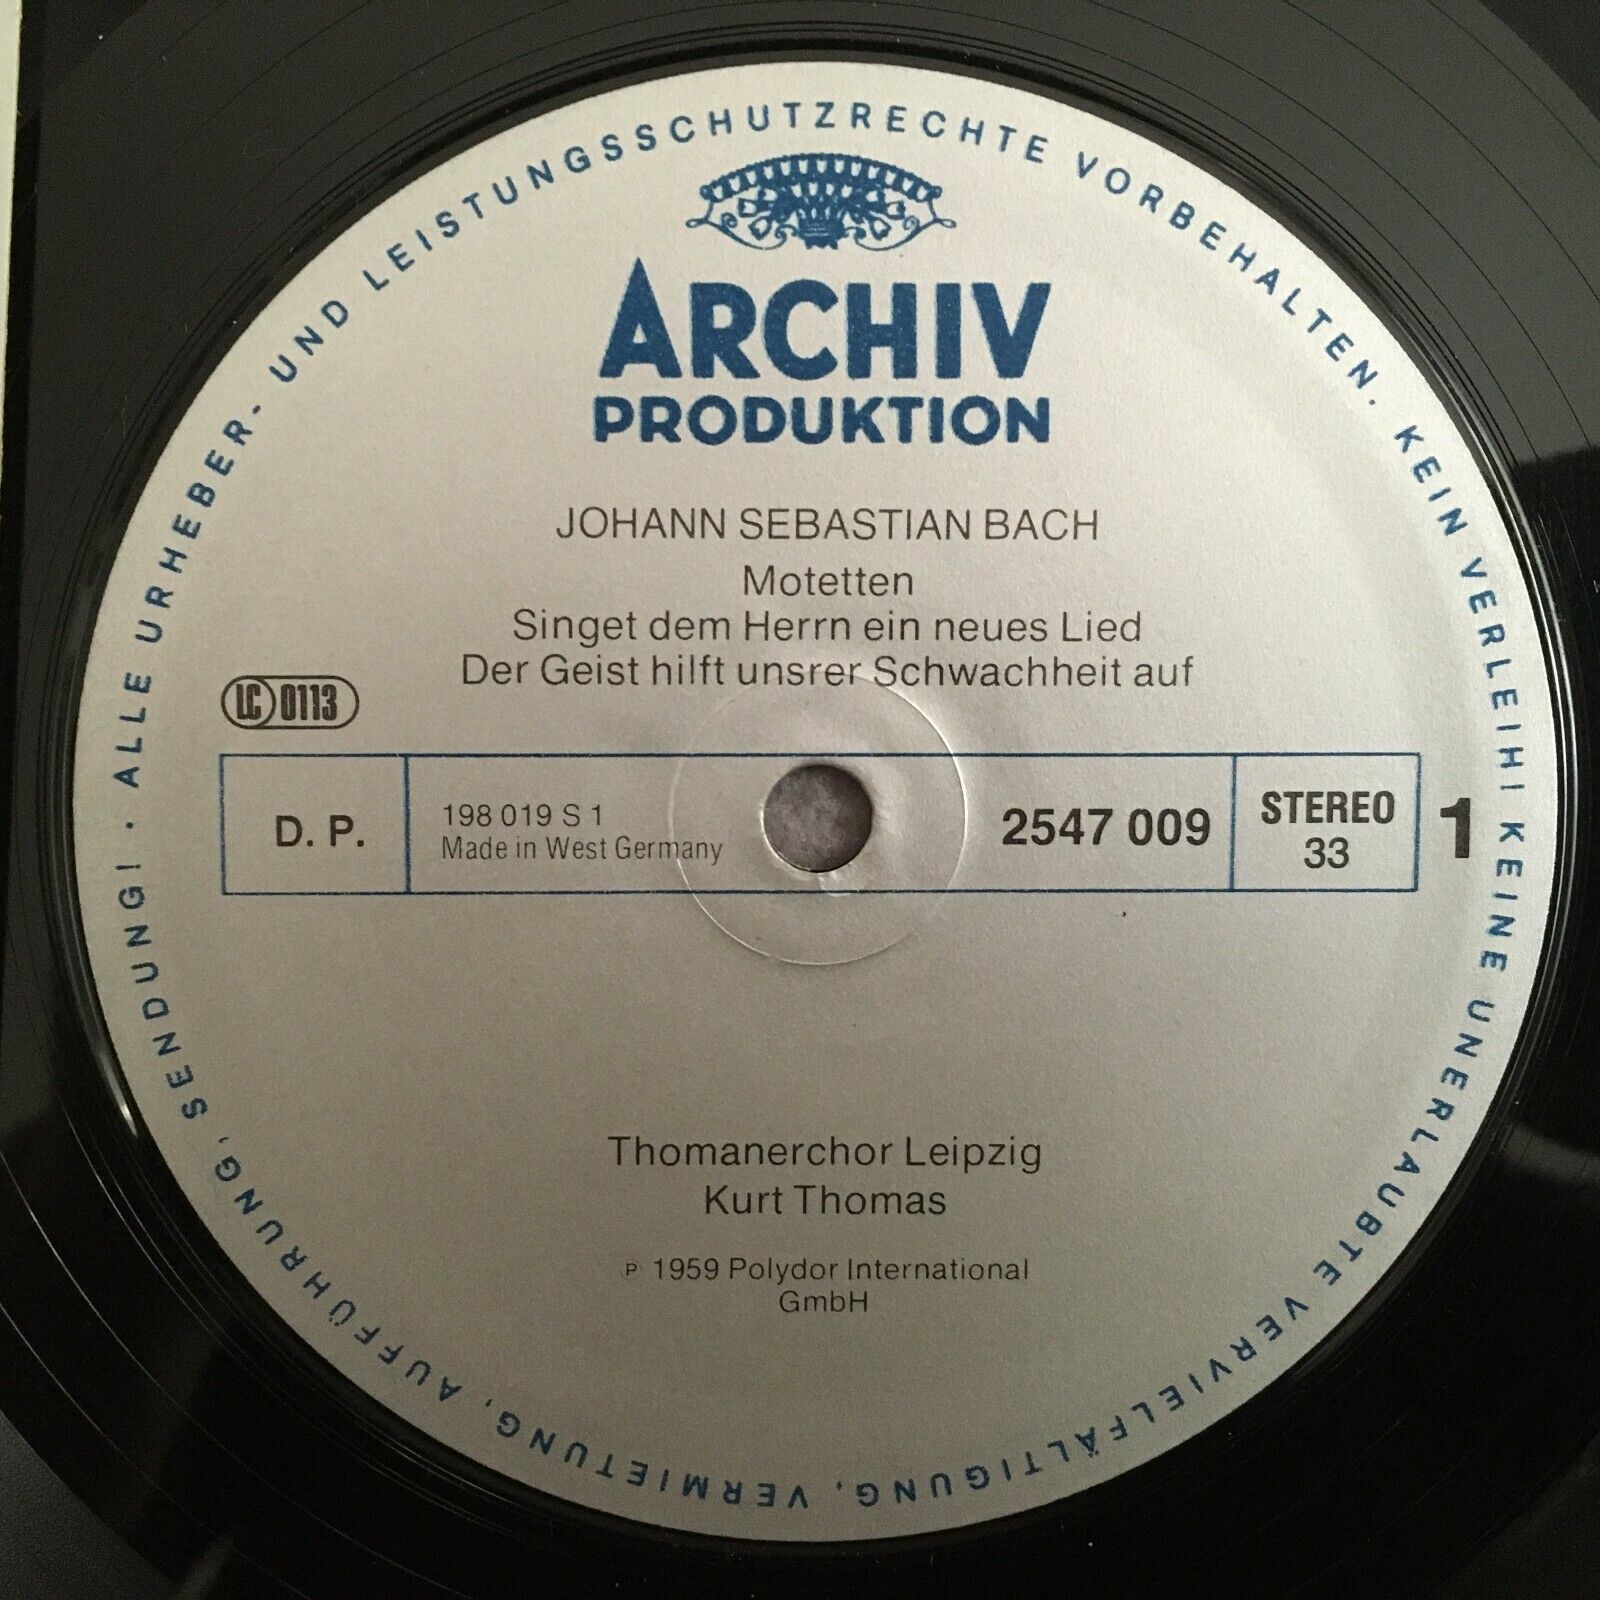 ALLE URHEBER- UND LEISTUNGSSCHUTZRECHTE VORBEHALTEN. KEIN VERLEIH! KEINE UNERLAUBTE VERVIELFÄLTIGUNG, VERMIETUNG, AUFFÜHRUNG, SENDUNG! ·
ARCHIV
PRODUKTION
JOHANN SEBASTIAN BACH
Motetten
Singet dem Herrn ein neues Lied
Der Geist hilft unsrer Schwachheit auf
LC 0113
D. P.
198 019 S 1
Made in West Germany
2547 009
STEREO
33
1
Thomanerchor Leipzig
Kurt Thomas
℗ 1959 Polydor International
GmbH